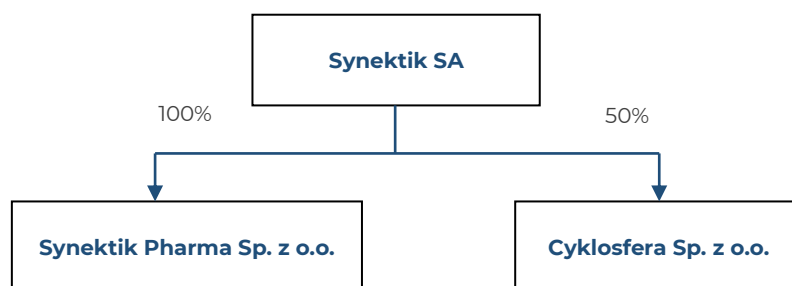 Synektik SA
100%
50%
Synektik Pharma Sp. z o.o.
Cyklosfera Sp. z o.o.